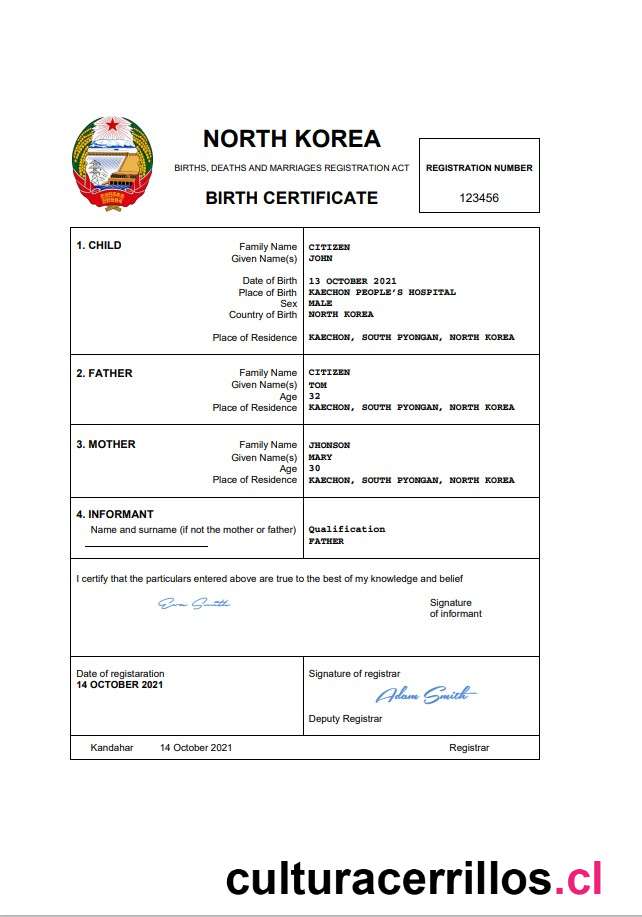 NORTH KOREA
BIRTHS, DEATHS AND MARRIAGES REGISTRATION ACT
BIRTH CERTIFICATE
REGISTRATION NUMBER
123456
1. CHILD
Family Name CITIZEN
Given Name(s) JOHN
Date of Birth 13 OCTOBER 2021
Place of Birth KAECHON PEOPLE'S HOSPITAL
Sex MALE
Country of Birth NORTH KOREA
Place of Residence KAECHON, SOUTH PYONGAN, NORTH KOREA
2. FATHER
Family Name CITIZEN
Given Name(s) TOM
Age 32
Place of Residence KAECHON, SOUTH PYONGAN, NORTH KOREA
3. MOTHER
Family Name JHONSON
Given Name(s) MARY
Age 30
Place of Residence KAECHON, SOUTH PYONGAN, NORTH KOREA
4. INFORMANT
Name and surname (if not the mother or father) Qualification
FATHER
I certify that the particulars entered above are true to the best of my knowledge and belief
Eva Smith
Signature
of informant
Date of registaration
14 OCTOBER 2021
Signature of registrar
Adam Smith
Deputy Registrar
Kandahar 14 October 2021 Registrar
culturacerrillos.cl